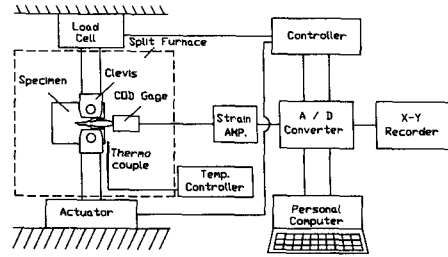 Load
Cell
Split Furnace
Controller
Clevis
Specimen
COD Gage
Strain
AMP.
A / D
Converter
X-Y
Recorder
Thermo
couple
Temp.
Controller
Actuator
Personal
Computer